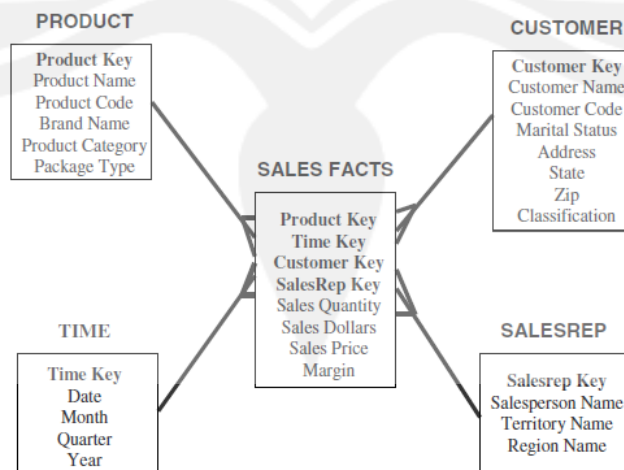 PRODUCT
Product Key
Product Name
Product Code
Brand Name
Product Category
Package Type
CUSTOMER
Customer Key
Customer Name
Customer Code
Marital Status
Address
State
Zip
Classification
SALES FACTS
Product Key
Time Key
Customer Key
SalesRep Key
Sales Quantity
Sales Dollars
Sales Price
Margin
TIME
Time Key
Date
Month
Quarter
Year
SALESREP
Salesrep Key
Salesperson Name
Territory Name
Region Name